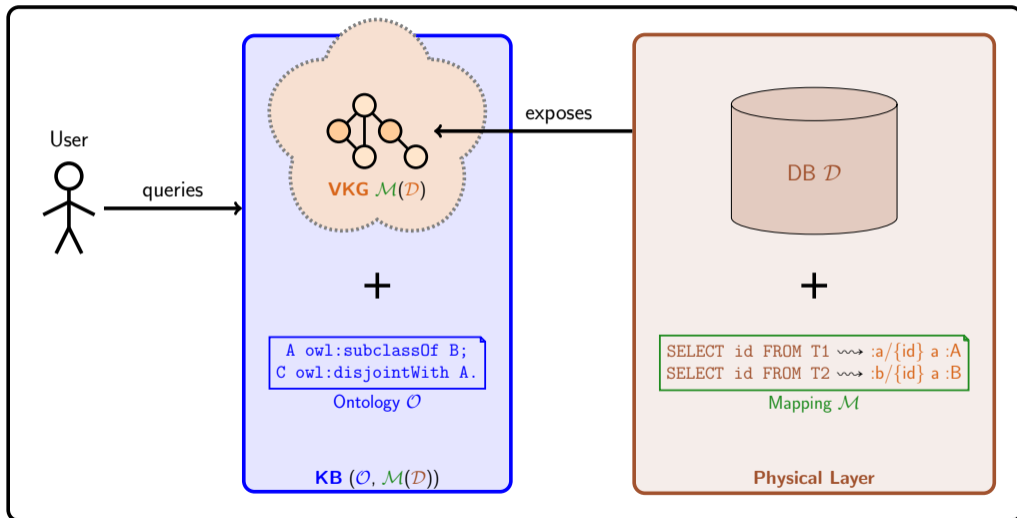 User
queries
VKG M(D)
exposes
DB D
+
+
A owl:subclassOf B;
C owl:disjointWith A.
Ontology O
SELECT id FROM T1 ⇝ :a/{id} a :A
SELECT id FROM T2 ⇝ :b/{id} a :B
Mapping M
KB (O, M(D))
Physical Layer